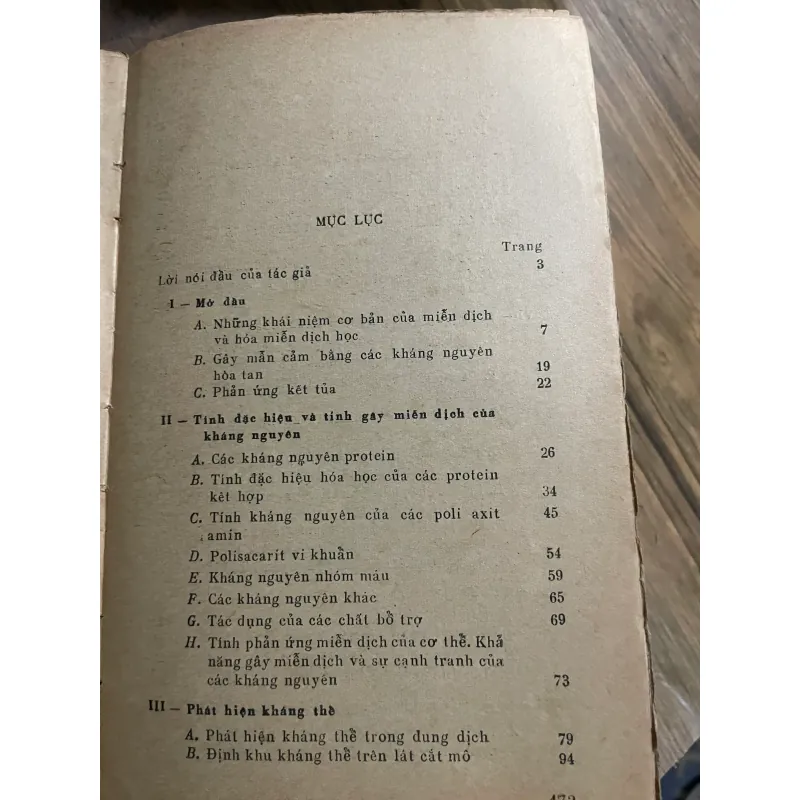 MỤC LỤC
Trang
Lời nói đầu của tác giả 3
I — Mở đầu
A. Những khái niệm cơ bản của miễn dịch
và hóa miễn dịch học 7
B. Gây mẫn cảm bằng các kháng nguyên
hòa tan 19
C. Phản ứng kết tủa 22
II — Tính đặc hiệu và tính gây miễn dịch của
kháng nguyên
A. Các kháng nguyên protein 26
B. Tính đặc hiệu hóa học của các protein
kết hợp 34
C. Tính kháng nguyên của các poli axit 45
amin
D. Polisacarit vi khuẩn 54
E. Kháng nguyên nhóm máu 59
F. Các kháng nguyên khác 65
G. Tác dụng của các chất bổ trợ 69
H. Tính phản ứng miễn dịch của cơ thể. Khả
năng gây miễn dịch và sự cạnh tranh của
các kháng nguyên 73
III — Phát hiện kháng thể
A. Phát hiện kháng thể trong dung dịch 79
B. Định khu kháng thể trên lát cắt mô 94